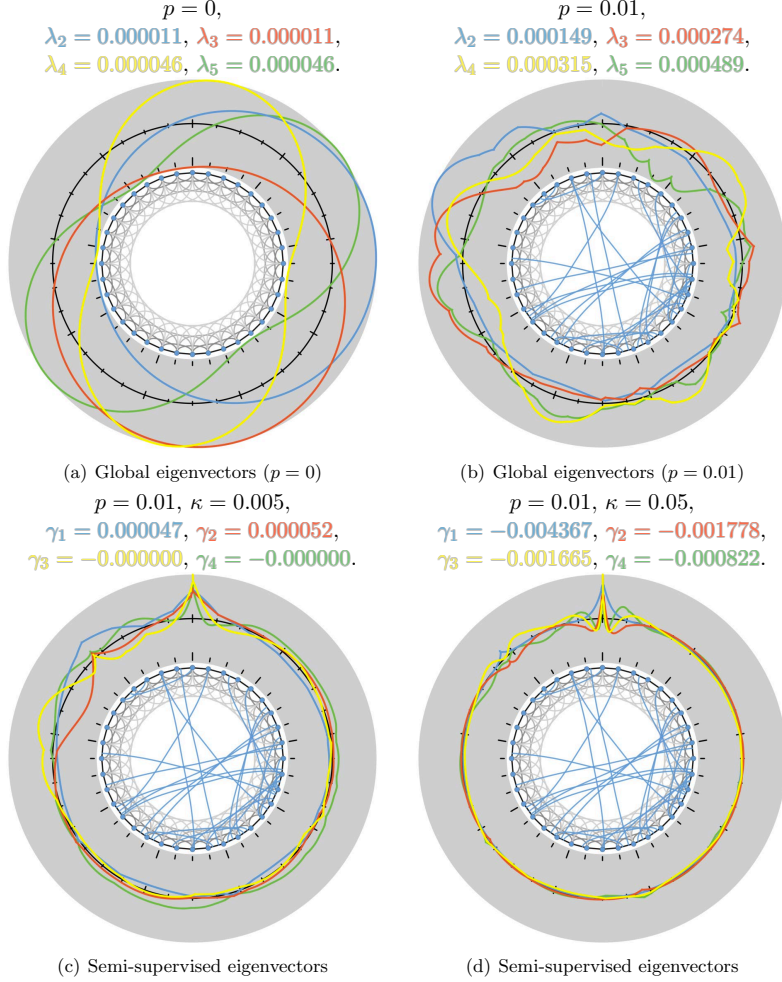 p = 0,
λ₂ = 0.000011, λ₃ = 0.000011,
λ₄ = 0.000046, λ₅ = 0.000046.
(a) Global eigenvectors (p = 0)
p = 0.01,
λ₂ = 0.000149, λ₃ = 0.000274,
λ₄ = 0.000315, λ₅ = 0.000489.
(b) Global eigenvectors (p = 0.01)
p = 0.01, κ = 0.005,
γ₁ = 0.000047, γ₂ = 0.000052,
γ₃ = −0.000000, γ₄ = −0.000000.
(c) Semi-supervised eigenvectors
p = 0.01, κ = 0.05,
γ₁ = −0.004367, γ₂ = −0.001778,
γ₃ = −0.001665, γ₄ = −0.000822.
(d) Semi-supervised eigenvectors